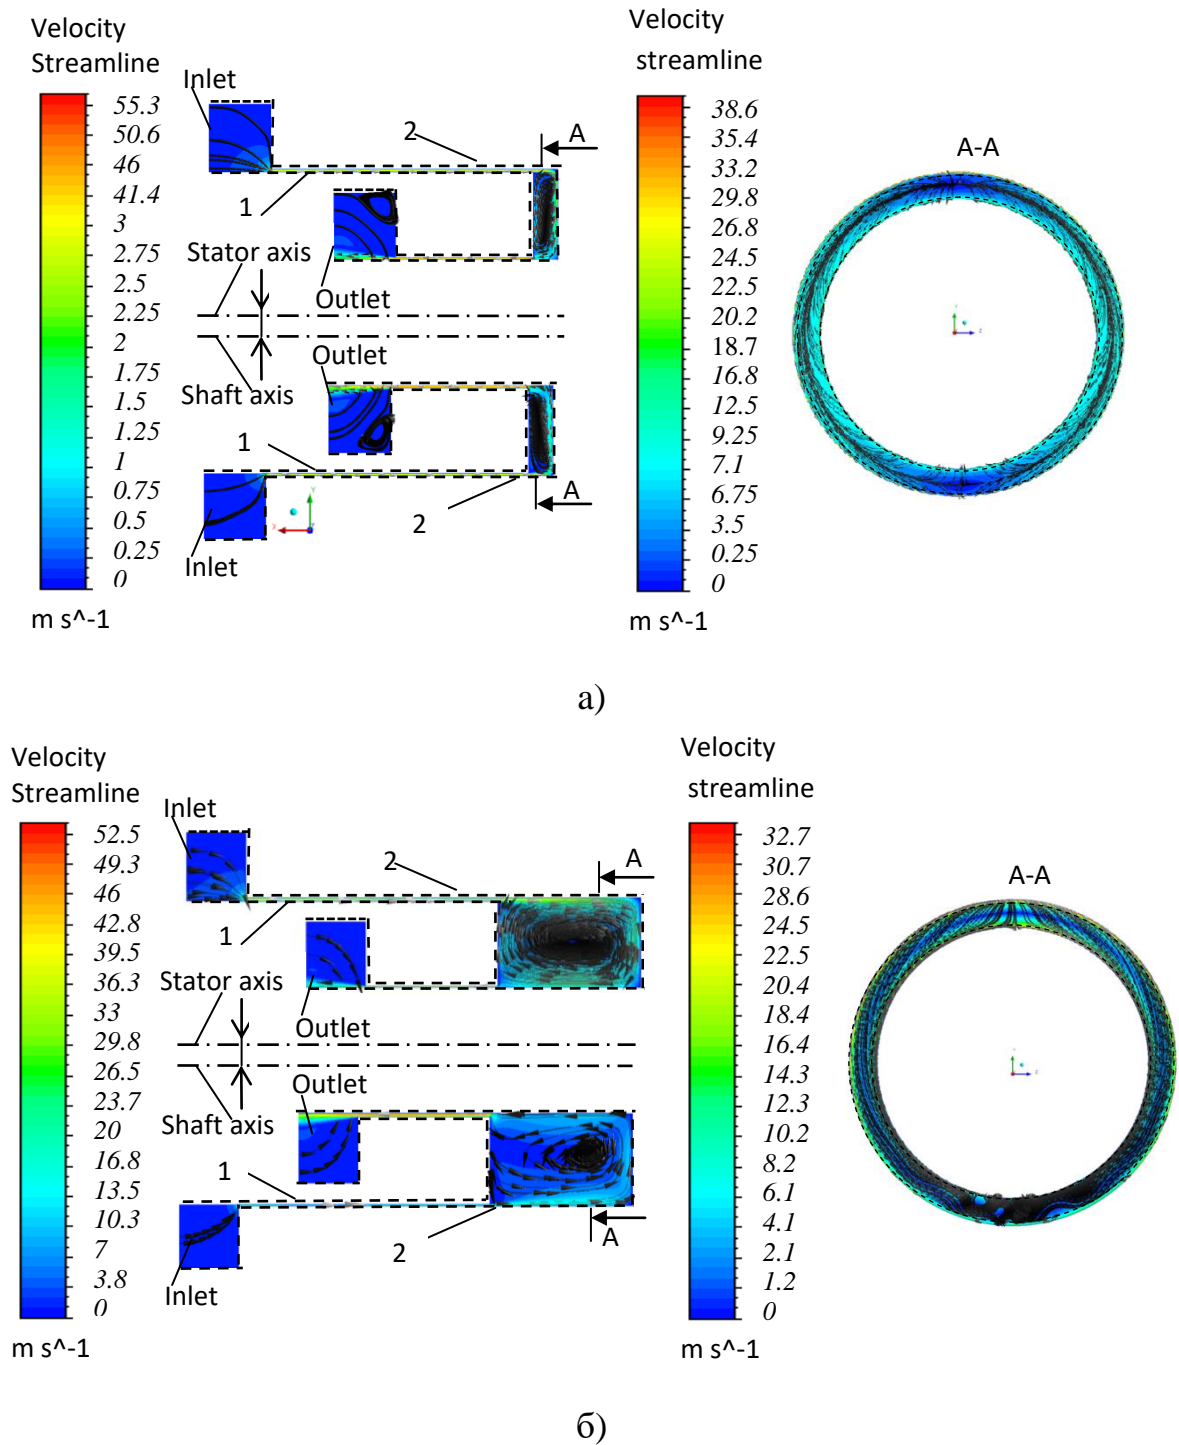 Velocity
Streamline
55.3
50.6
46
41.4
3
2.75
2.5
2.25
2
1.75
1.5
1.25
1
0.75
0.5
0.25
0
m s^-1
Inlet
2
A
1
Stator axis
Outlet
Outlet
Shaft axis
1
A
2
Inlet
Velocity
streamline
38.6
35.4
33.2
29.8
26.8
24.5
22.5
20.2
18.7
16.8
12.5
9.25
7.1
6.75
3.5
0.25
0
m s^-1
A-A
а)
Velocity
Streamline
52.5
49.3
46
42.8
39.5
36.3
33
29.8
26.5
23.7
20
16.8
13.5
10.3
7
3.8
0
m s^-1
Inlet
2
A
1
Stator axis
Outlet
Outlet
Shaft axis
1
A
2
Inlet
Velocity
streamline
32.7
30.7
28.6
24.5
22.5
20.4
18.4
16.4
14.3
12.3
10.2
8.2
6.1
4.1
2.1
1.2
0
m s^-1
A-A
б)